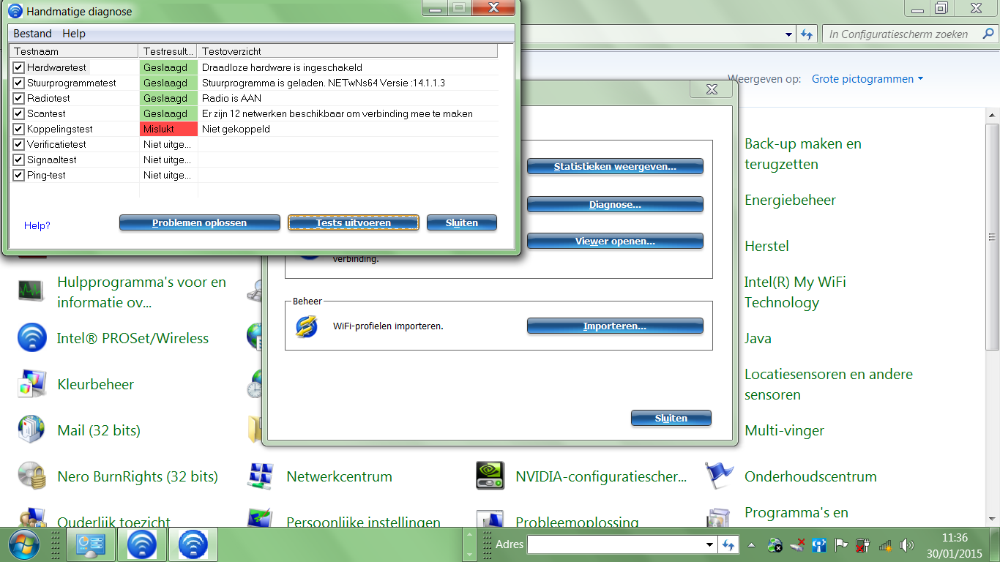 Handmatige diagnose
Bestand Help
Testnaam Testresult... Testoverzicht
Hardwaretest Geslaagd Draadloze hardware is ingeschakeld
Stuurprogrammatest Geslaagd Stuurprogramma is geladen. NETwNs64 Versie :14.1.1.3
Radiotest Geslaagd Radio is AAN
Scantest Geslaagd Er zijn 12 netwerken beschikbaar om verbinding mee te maken
Koppelingstest Mislukt Niet gekoppeld
Verificatietest Niet uitge...
Signaaltest Niet uitge...
Ping-test Niet uitge...
Help? Problemen oplossen Tests uitvoeren Sluiten
In Configuratiescherm zoeken
Weergeven op: Grote pictogrammen
Statistieken weergeven...
Diagnose...
Viewer openen...
verbinding.
Beheer
WiFi-profielen importeren. Importeren...
Sluiten
Back-up maken en
terugzetten
Energiebeheer
Herstel
Intel(R) My WiFi
Technology
Java
Locatiesensoren en andere
sensoren
Multi-vinger
Hulpprogramma's voor en
informatie ov...
Intel® PROSet/Wireless
Kleurbeheer
Mail (32 bits)
Nero BurnRights (32 bits) Netwerkcentrum NVIDIA-configuratiescher... Onderhoudscentrum
Ouderlijk toezicht Persoonlijke instellingen Probleemoplossing Programma's en
Adres
11:36
30/01/2015